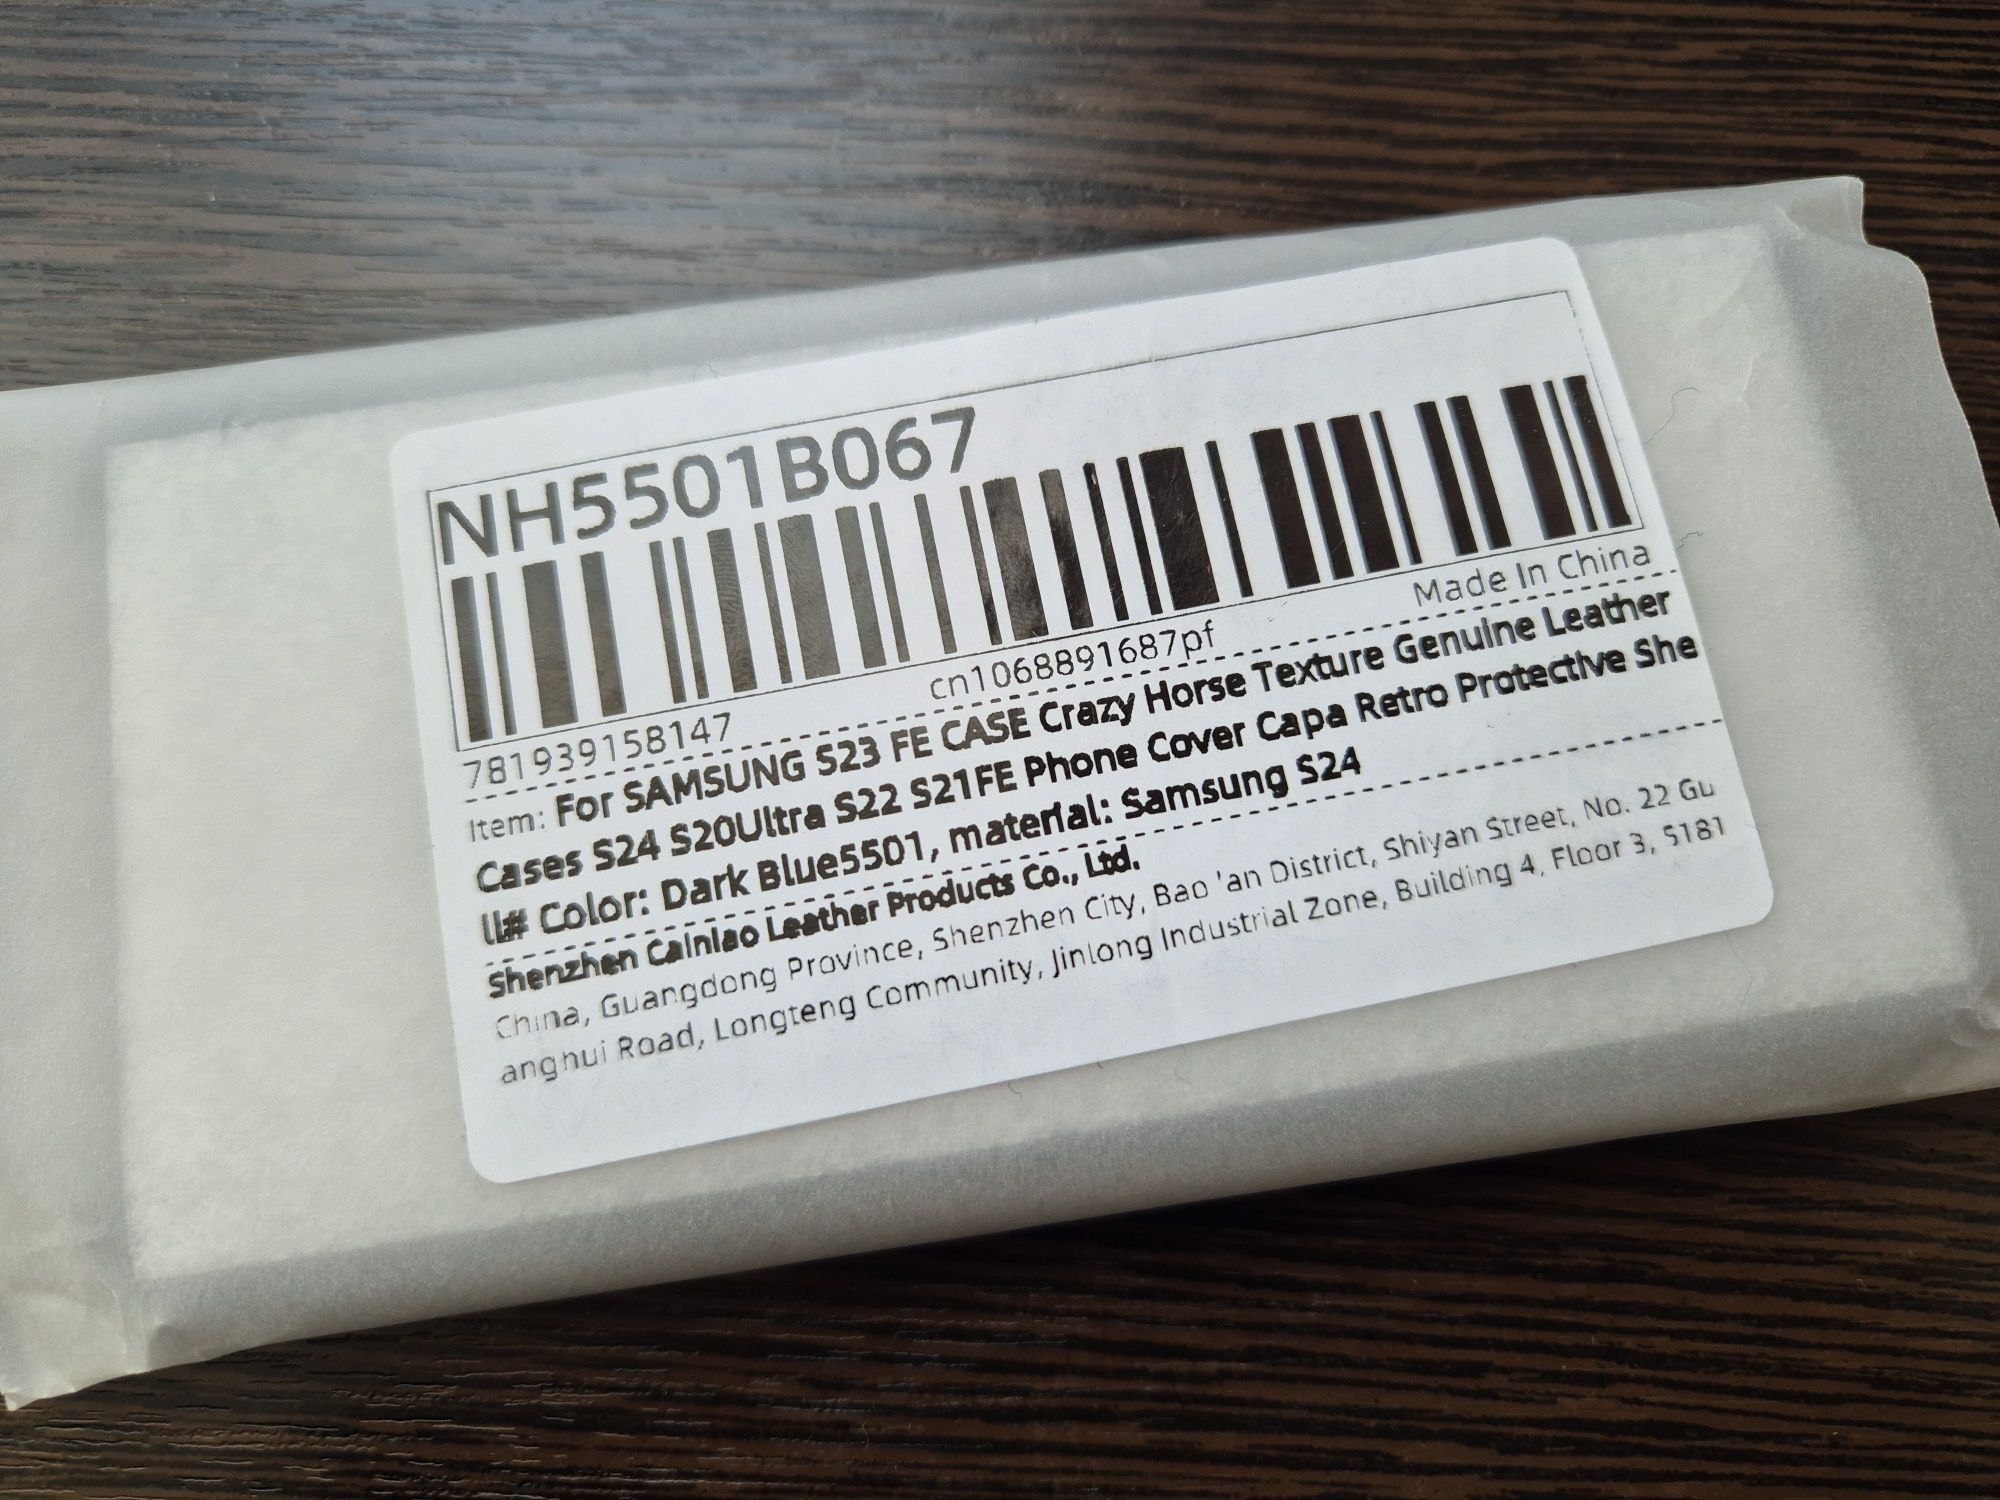 NH5501B067
Made In China
781939158147 cn1068891687pf
Item: For SAMSUNG S23 FE CASE Crazy Horse Texture Genuine Leather
Cases S24 S20Ultra S22 S21FE Phone Cover Capa Retro Protective She
ll# Color: Dark Blue5501, material: Samsung S24
Shenzhen Cainiao Leather Products Co., Ltd.
China, Guangdong Province, Shenzhen City, Bao 'an District, Shiyan Street, No. 22 Gu
anghui Road, Longteng Community, Jinlong Industrial Zone, Building 4, Floor 3, 5181